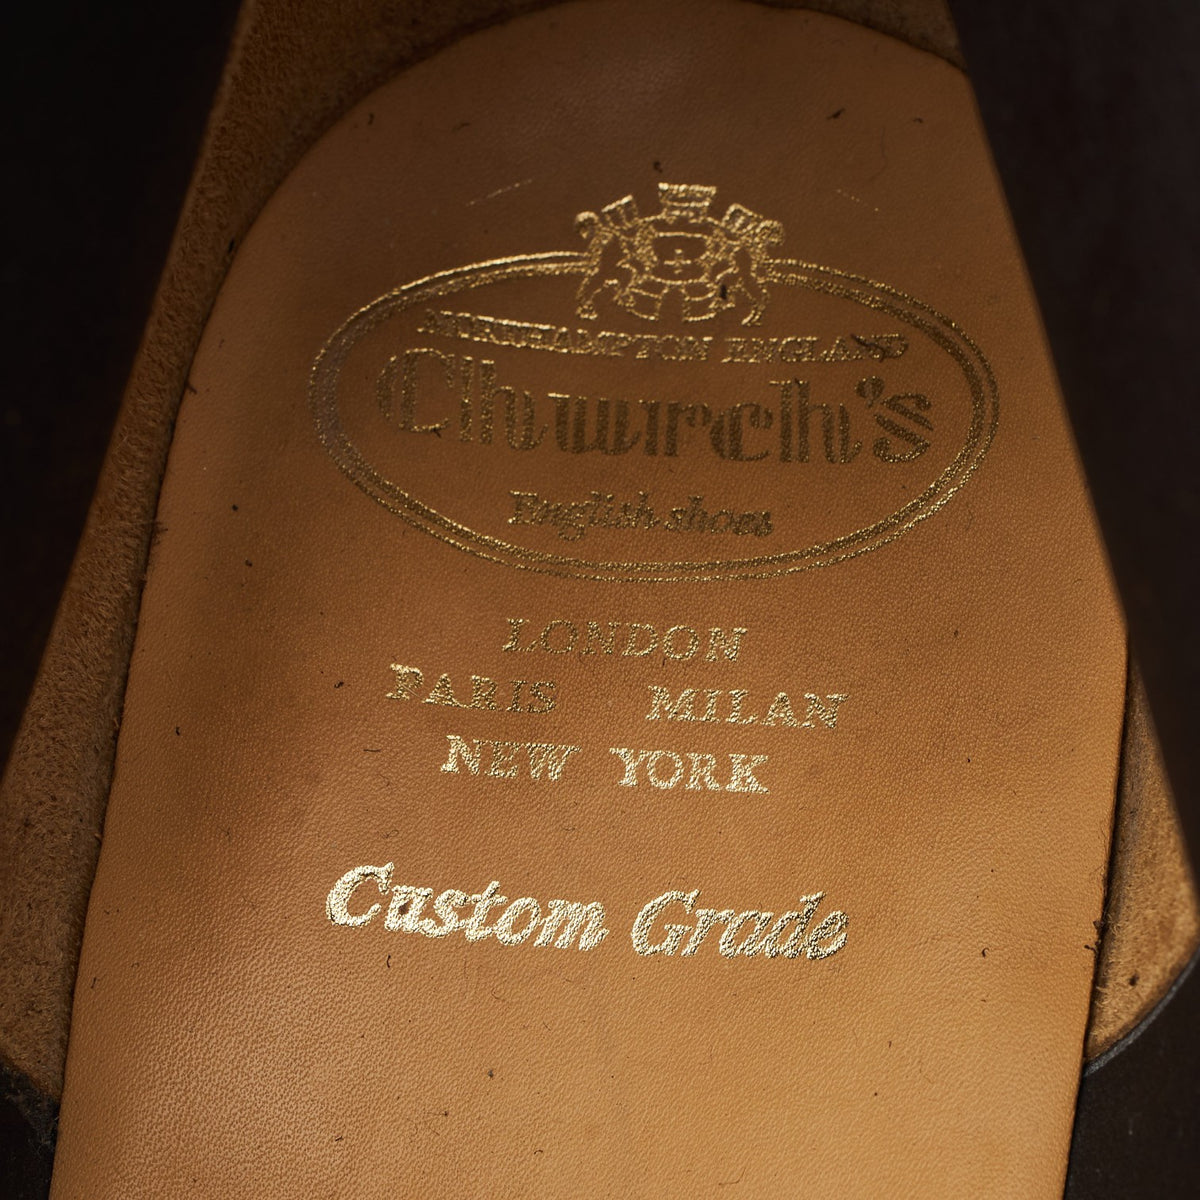 NORTHAMPTON ENGLAND
Church's
English shoes
LONDON
PARIS MILAN
NEW YORK
Custom Grade